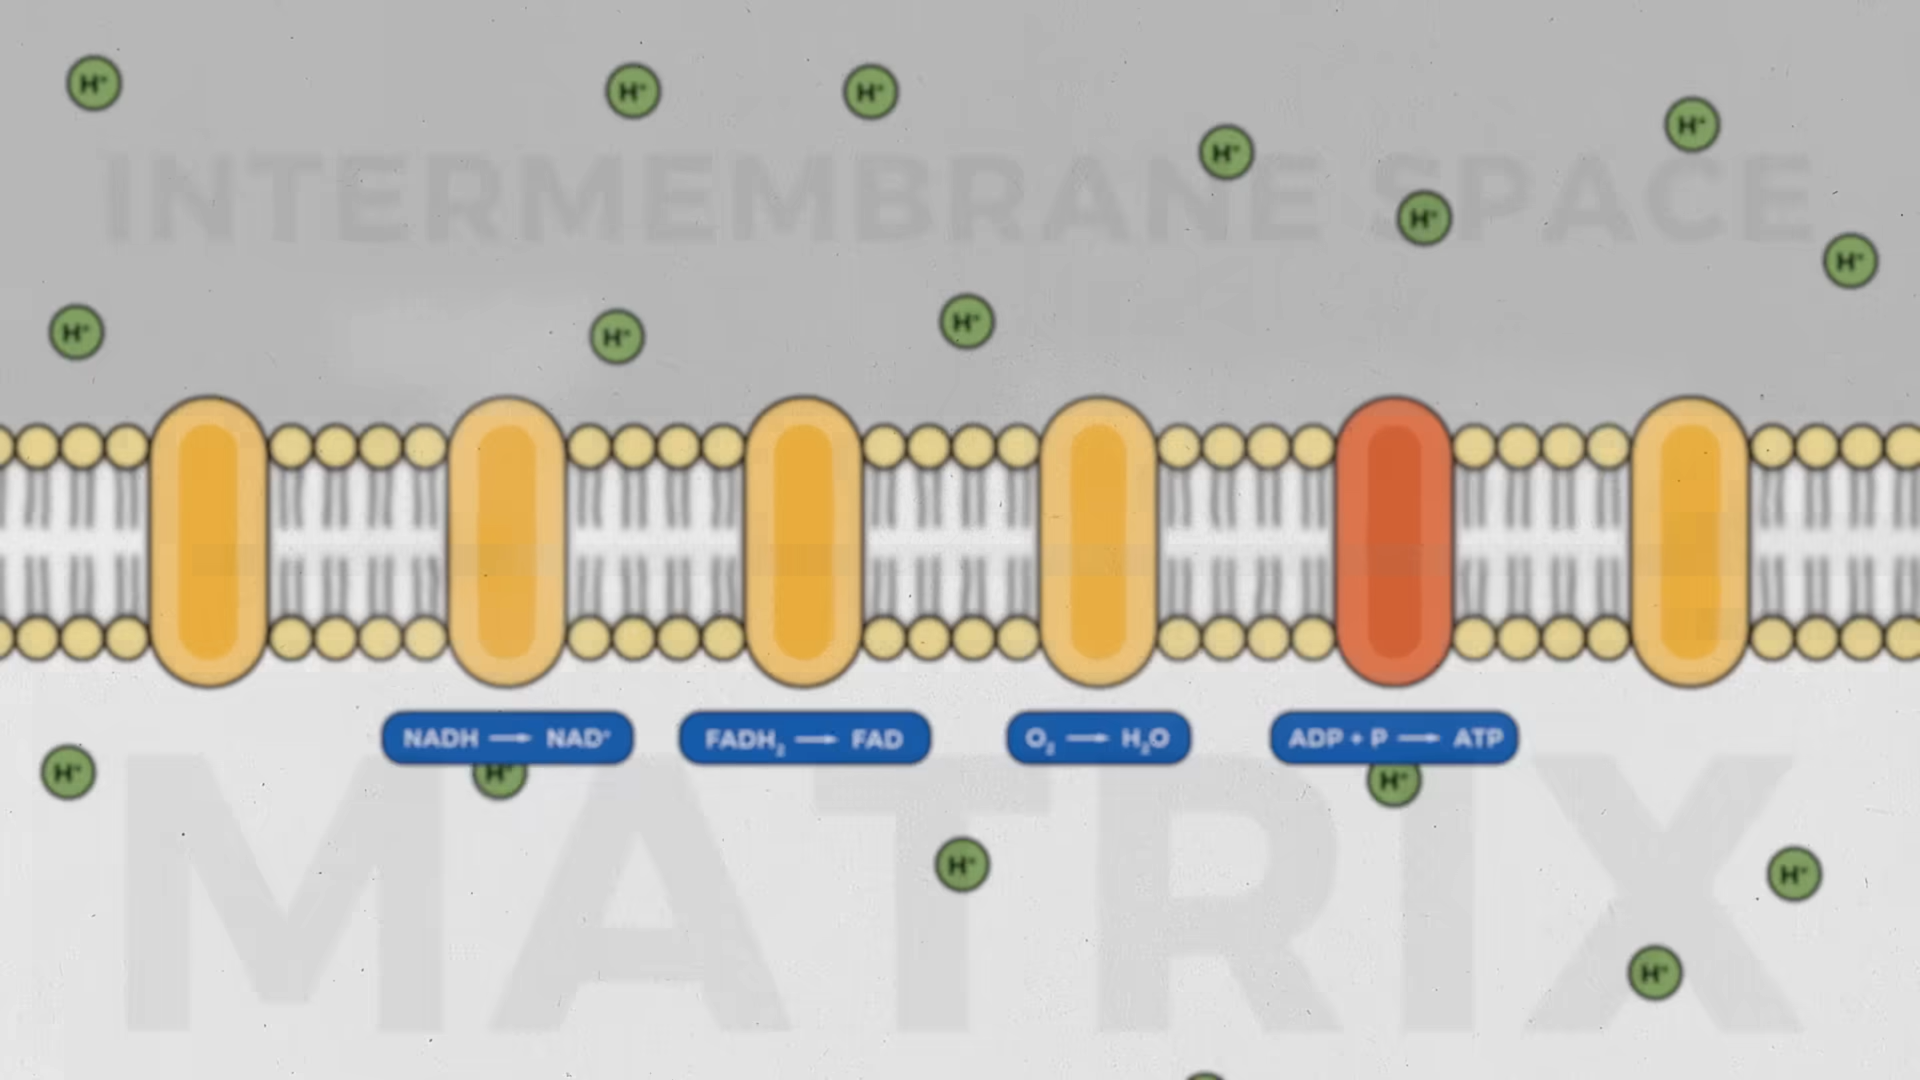 H⁺
H⁺
H⁺
H⁺
H⁺
INTERMEMBRANE SPACE
H⁺
H⁺
H⁺
H⁺
H⁺
NADH → NAD⁺
FADH₂ → FAD
O₂ → H₂O
ADP + P → ATP
H⁺
H⁺
H⁺
MATRIX
H⁺
H⁺
H⁺